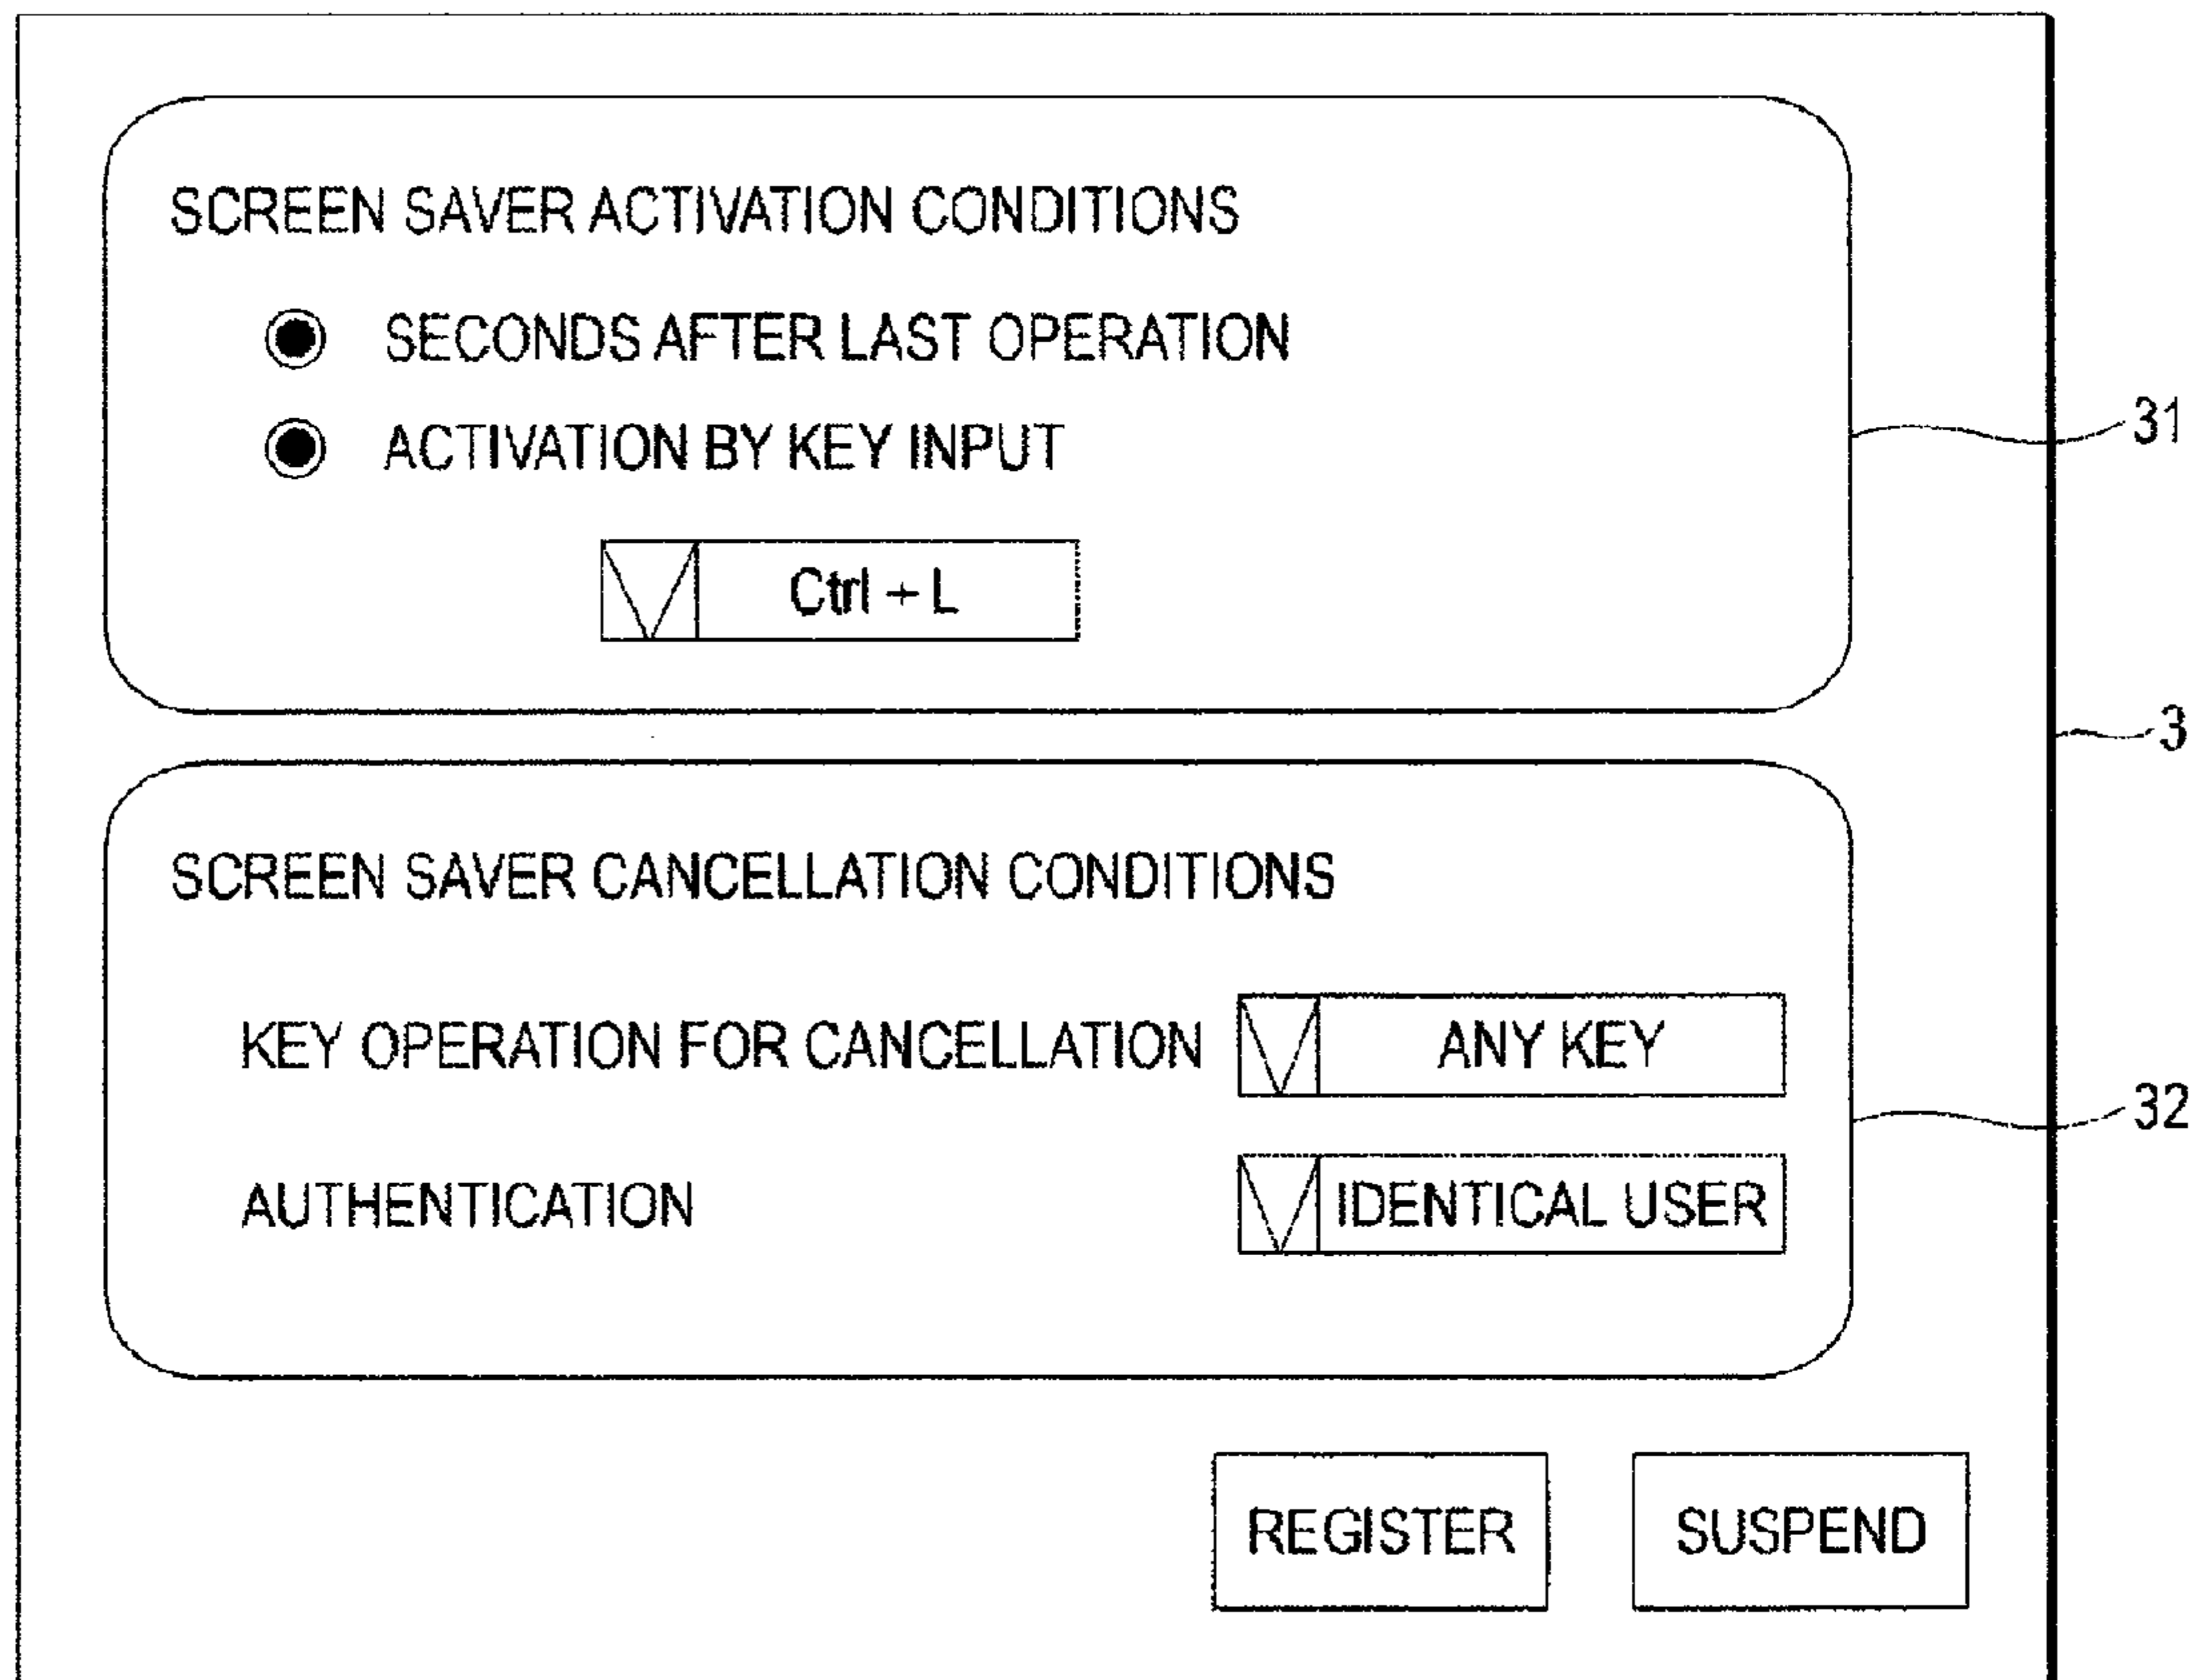 SCREEN SAVER ACTIVATION CONDITIONS
SECONDS AFTER LAST OPERATION
ACTIVATION BY KEY INPUT
31
Ctrl + L
3
SCREEN SAVER CANCELLATION CONDITIONS
KEY OPERATION FOR CANCELLATION ANY KEY
32
AUTHENTICATION IDENTICAL USER
REGISTER SUSPEND